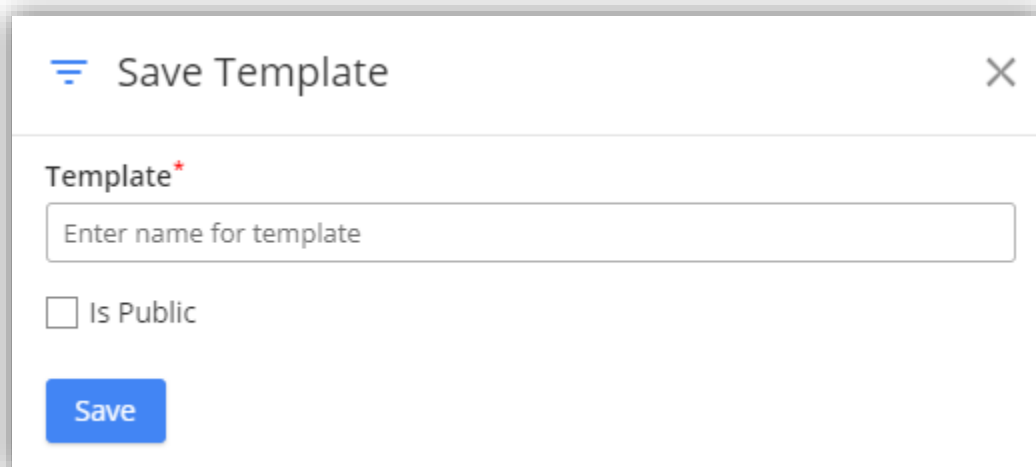 Save Template
Template*
Enter name for template
Is Public
Save